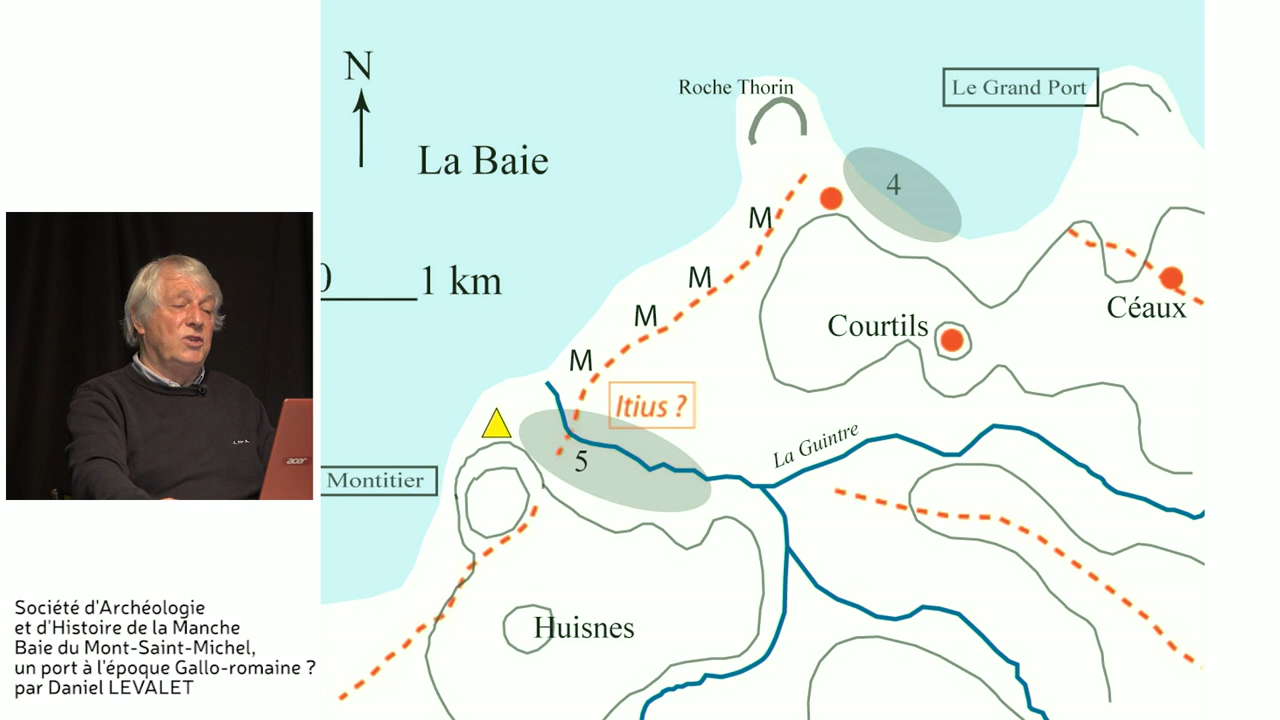 N
Roche Thorin
Le Grand Port
La Baie
4
M
0
1 km
M
M
Céaux
Courtils
M
Itius ?
La Guintre
5
Montitier
acer
Huisnes
Société d'Archéologie
et d'Histoire de la Manche
Baie du Mont-Saint-Michel,
un port à l'époque Gallo-romaine ?
par Daniel LEVALET